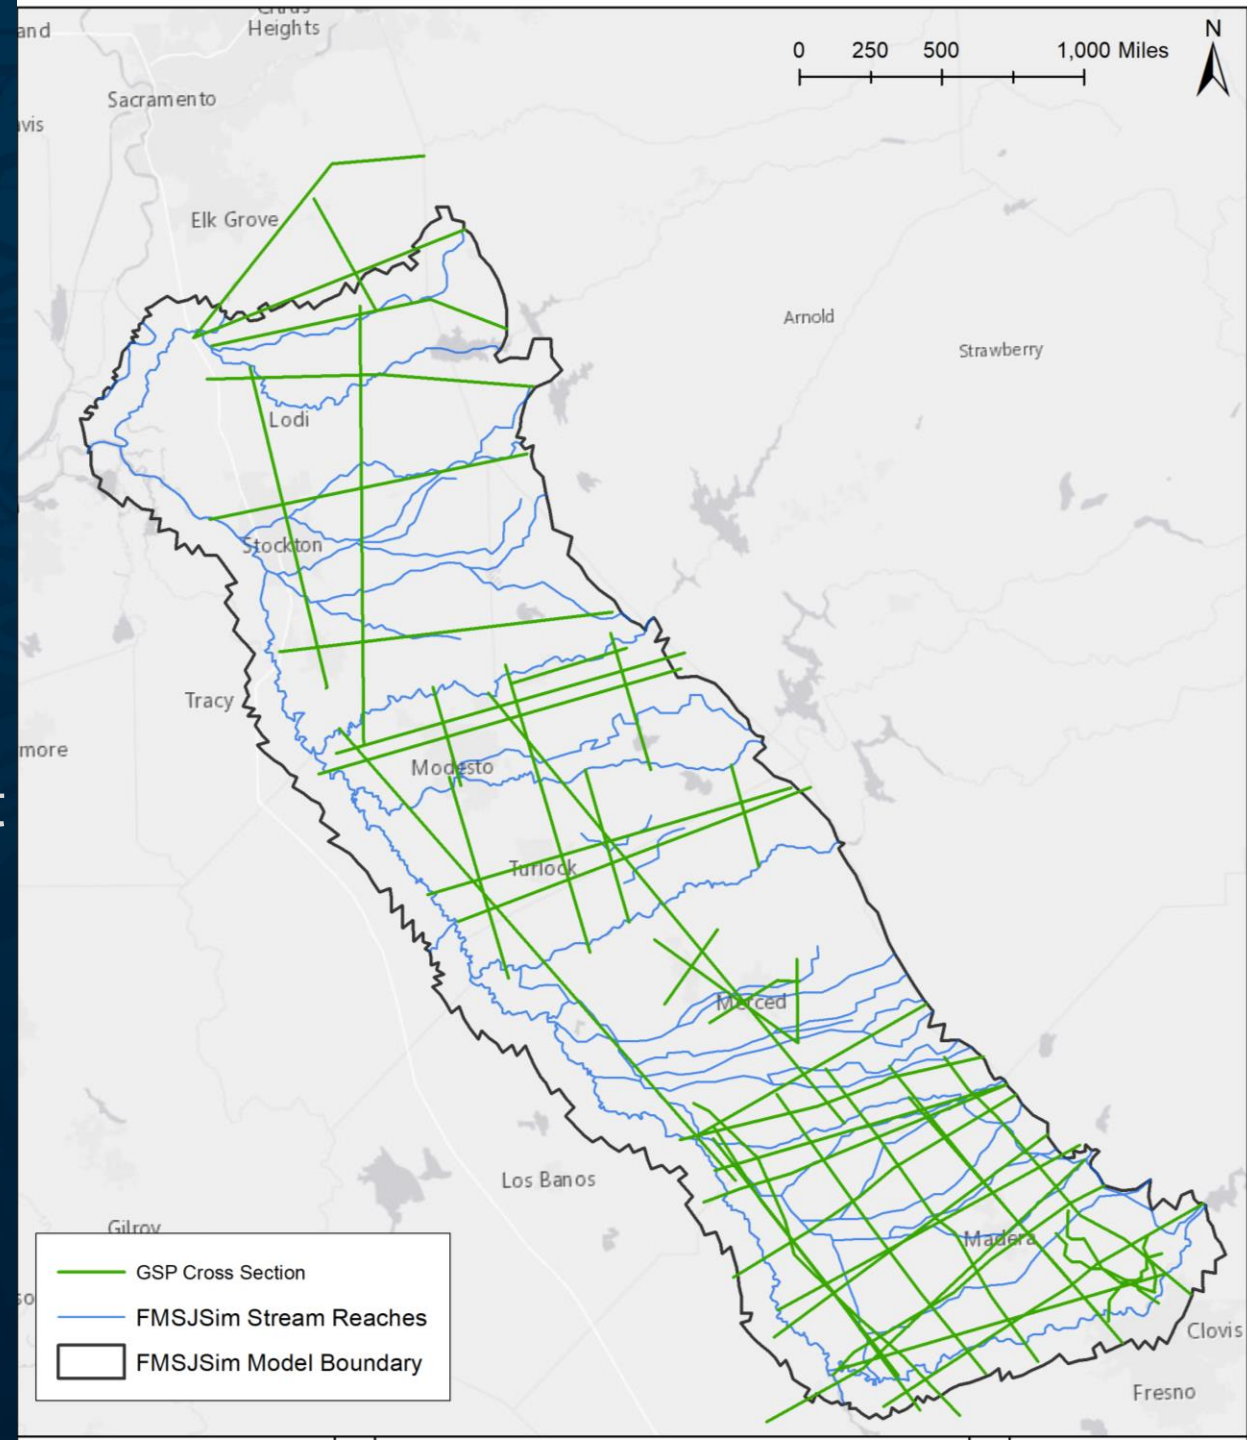 Heights
Sacramento
Elk Grove
Lodi
Stockton
Tracy
Modesto
Turlock
Merced
Los Banos
Gilroy
Madera
Clovis
Fresno
Arnold
Strawberry
0 250 500 1,000 Miles
N
GSP Cross Section
FMSJSim Stream Reaches
FMSJSim Model Boundary